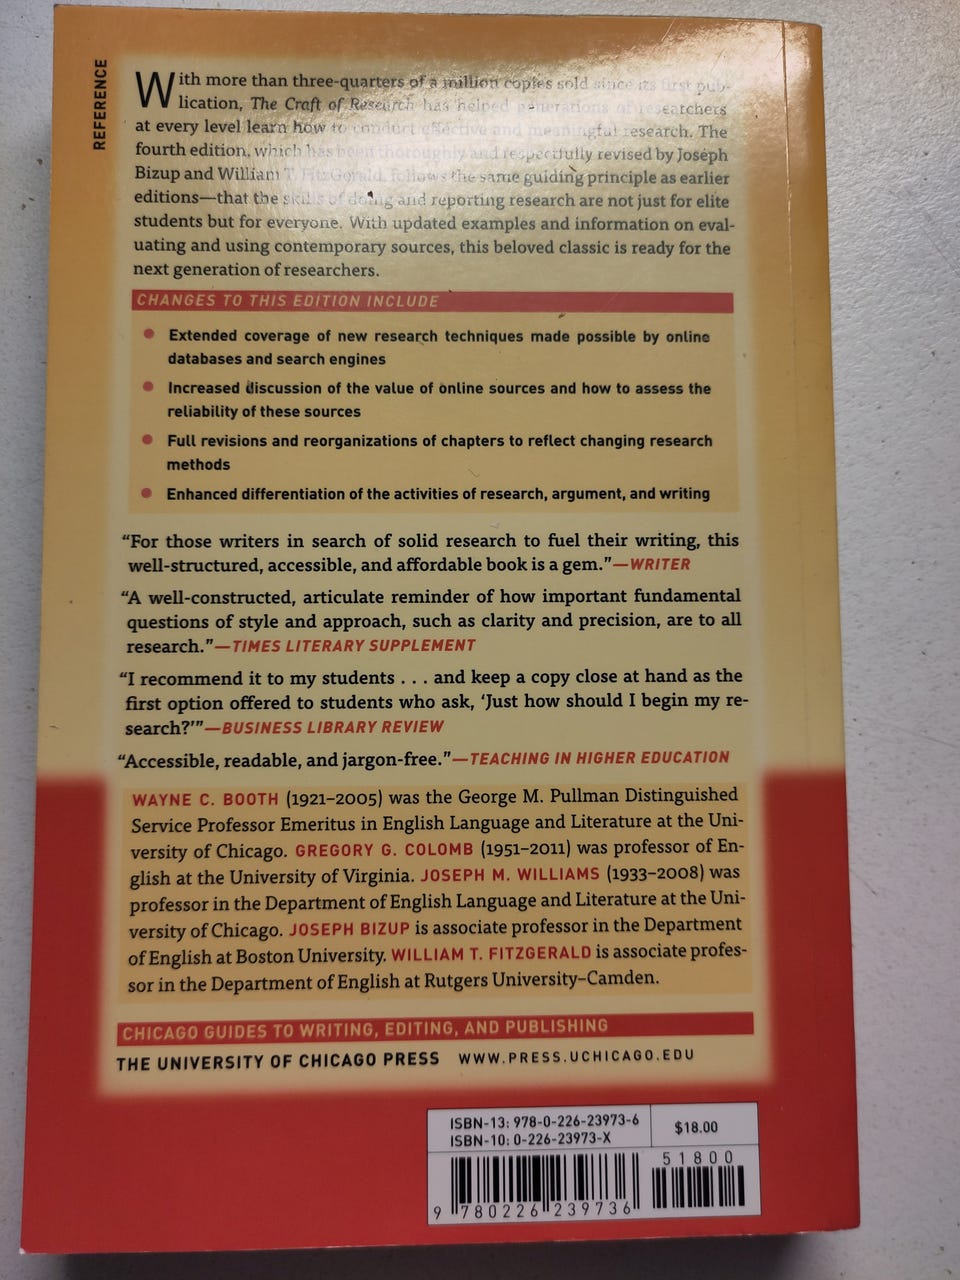 REFERENCE
With more than three-quarters of a million copies sold since its first pub-
lication, The Craft of Research has helped generations of researchers
at every level learn how to conduct effective and meaningful research. The
fourth edition, which has been thoroughly and respectfully revised by Joseph
Bizup and William T. FitzGerald, follows the same guiding principle as earlier
editions—that the skills of doing and reporting research are not just for elite
students but for everyone. With updated examples and information on eval-
uating and using contemporary sources, this beloved classic is ready for the
next generation of researchers.
CHANGES TO THIS EDITION INCLUDE
● Extended coverage of new research techniques made possible by online
databases and search engines
● Increased discussion of the value of online sources and how to assess the
reliability of these sources
● Full revisions and reorganizations of chapters to reflect changing research
methods
● Enhanced differentiation of the activities of research, argument, and writing
“For those writers in search of solid research to fuel their writing, this
well-structured, accessible, and affordable book is a gem.”—WRITER
“A well-constructed, articulate reminder of how important fundamental
questions of style and approach, such as clarity and precision, are to all
research.”—TIMES LITERARY SUPPLEMENT
“I recommend it to my students . . . and keep a copy close at hand as the
first option offered to students who ask, ‘Just how should I begin my re-
search?’”—BUSINESS LIBRARY REVIEW
“Accessible, readable, and jargon-free.”—TEACHING IN HIGHER EDUCATION
WAYNE C. BOOTH (1921–2005) was the George M. Pullman Distinguished
Service Professor Emeritus in English Language and Literature at the Uni-
versity of Chicago. GREGORY G. COLOMB (1951–2011) was professor of En-
glish at the University of Virginia. JOSEPH M. WILLIAMS (1933–2008) was
professor in the Department of English Language and Literature at the Uni-
versity of Chicago. JOSEPH BIZUP is associate professor in the Department
of English at Boston University. WILLIAM T. FITZGERALD is associate profes-
sor in the Department of English at Rutgers University–Camden.
CHICAGO GUIDES TO WRITING, EDITING, AND PUBLISHING
THE UNIVERSITY OF CHICAGO PRESS WWW.PRESS.UCHICAGO.EDU
ISBN-13: 978-0-226-23973-6
ISBN-10: 0-226-23973-X
$18.00
51800
9 780226 239736